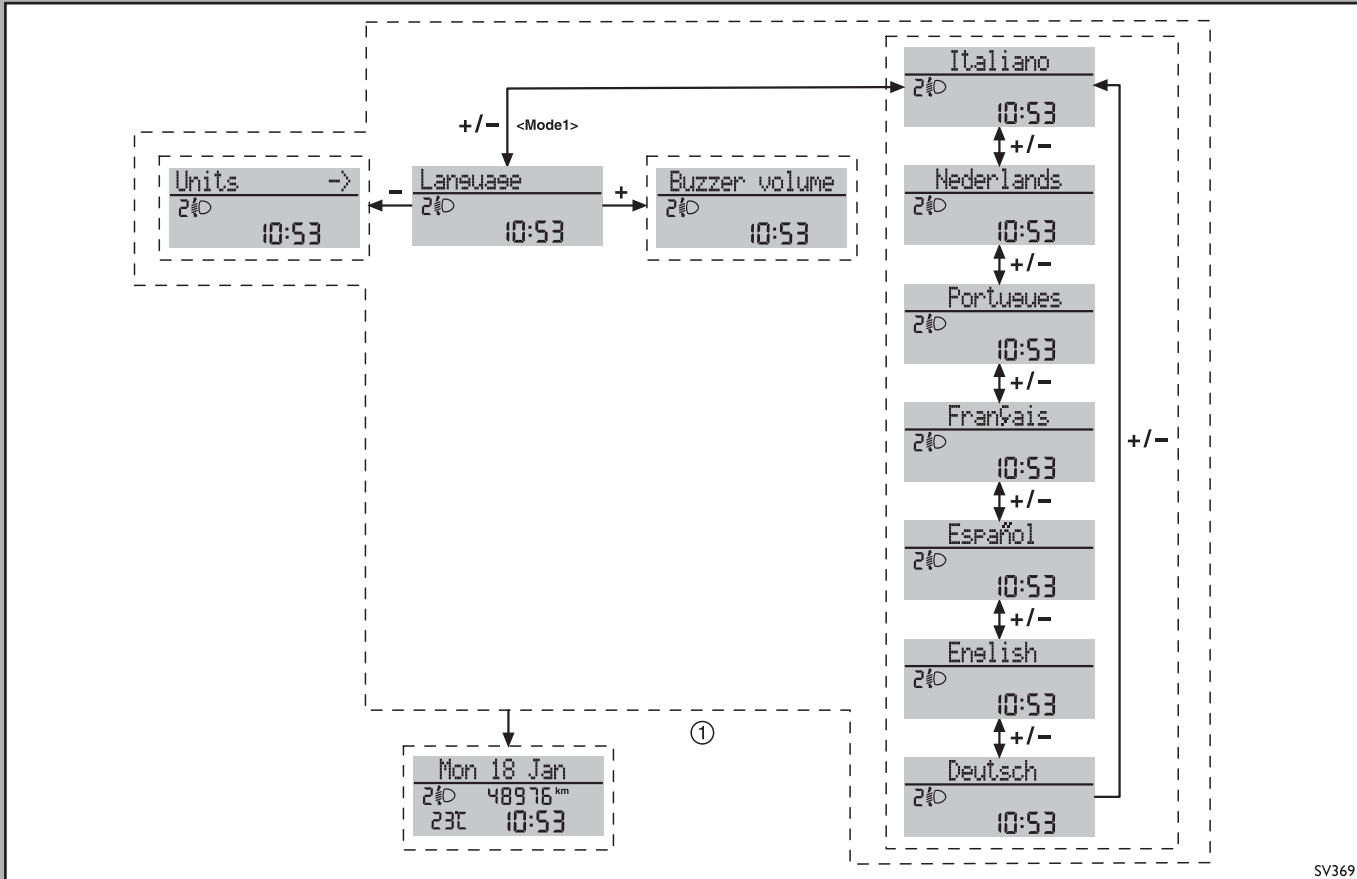 Italiano
2
10:53
+/- <Mode1>
+/-
Units ->
2
10:53
-
Language
2
10:53
+
Buzzer volume
2
10:53
Nederlands
2
10:53
+/-
Portugues
2
10:53
+/-
Français
2
10:53
+/-
+/-
Español
2
10:53
+/-
English
2
10:53
+/-
①
Mon 18 Jan
2 48976 km
23°C 10:53
Deutsch
2
10:53
SV369